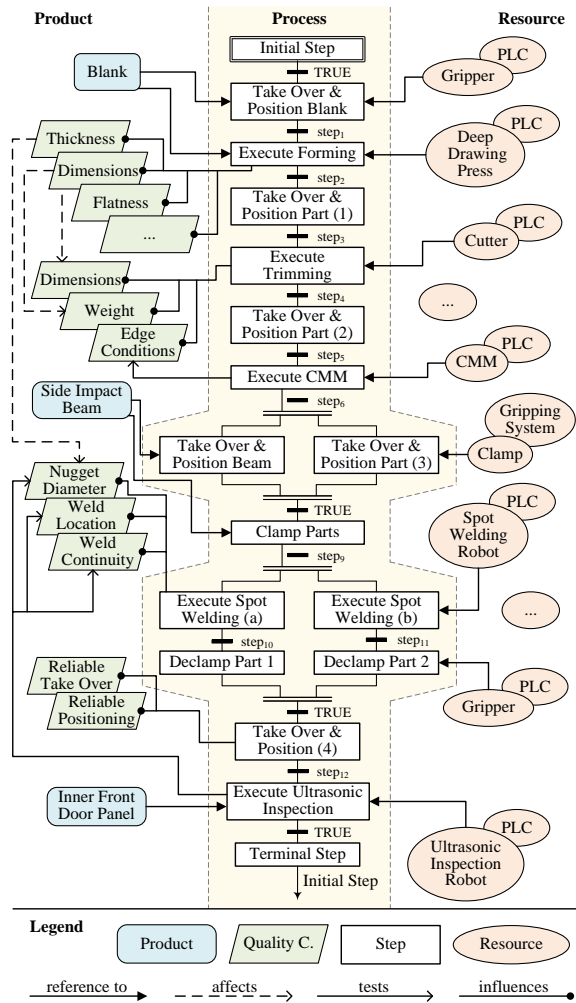 Product
Process
Resource
Initial Step
TRUE
Blank
PLC
Gripper
Take Over &
Position Blank
step1
Thickness
Execute Forming
PLC
Deep
Drawing
Press
Dimensions
step2
Flatness
Take Over &
Position Part (1)
...
step3
PLC
Cutter
Dimensions
Execute
Trimming
Weight
step4
...
Edge
Conditions
Take Over &
Position Part (2)
step5
PLC
CMM
Execute CMM
Side Impact
Beam
step6
Gripping
System
Clamp
Take Over &
Position Beam
Take Over &
Position Part (3)
Nugget
Diameter
TRUE
PLC
Weld
Location
Clamp Parts
Spot
Welding
Robot
Weld
Continuity
step9
Execute Spot
Welding (a)
Execute Spot
Welding (b)
...
step10
step11
Reliable
Take Over
Declamp Part 1
Declamp Part 2
PLC
Gripper
Reliable
Positioning
TRUE
Take Over &
Position (4)
step12
Inner Front
Door Panel
Execute Ultrasonic
Inspection
TRUE
PLC
Ultrasonic
Inspection
Robot
Terminal Step
Initial Step
Legend
Product
Quality C.
Step
Resource
reference to
affects
tests
influences